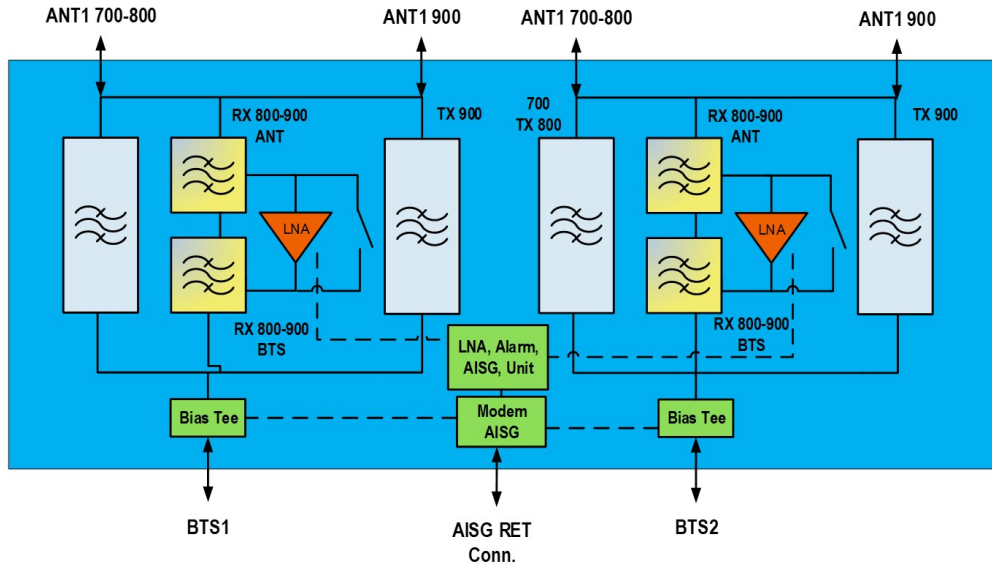 ANT1 700-800
ANT1 900
ANT1 700-800
ANT1 900
RX 800-900
ANT
TX 900
700
TX 800
RX 800-900
ANT
TX 900
LNA
LNA
RX 800-900
BTS
RX 800-900
BTS
LNA, Alarm,
AISG, Unit
Bias Tee
Modem
AISG
Bias Tee
BTS1
AISG RET
Conn.
BTS2